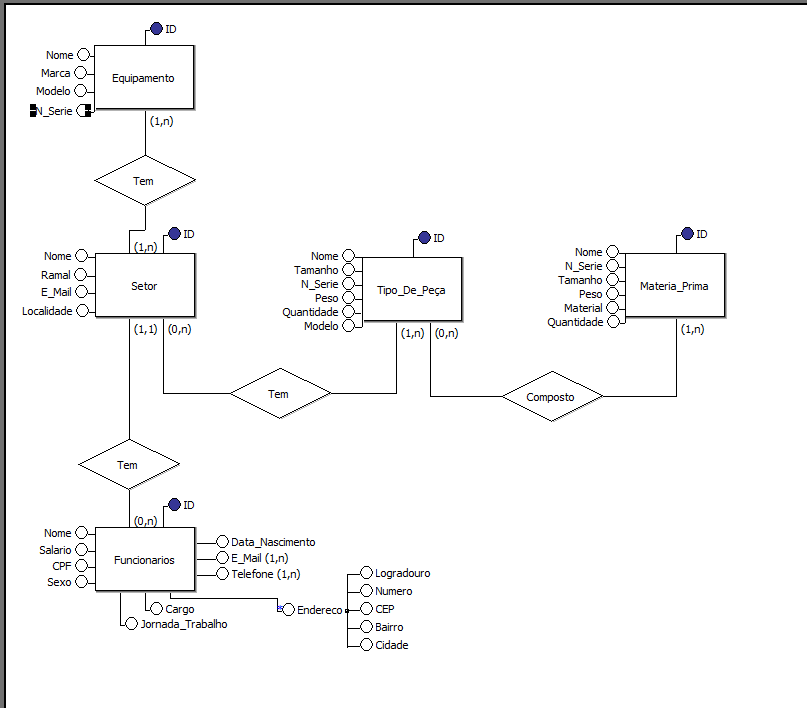 ID
Nome
Marca
Modelo
N_Serie
Equipamento
(1,n)
Tem
(1,n)
ID
Nome
Ramal
E_Mail
Localidade
Setor
(1,1)
(0,n)
ID
Nome
Tamanho
N_Serie
Peso
Quantidade
Modelo
Tipo_De_Peça
(1,n)
(0,n)
ID
Nome
N_Serie
Tamanho
Peso
Material
Quantidade
Materia_Prima
(1,n)
Tem
Composto
Tem
(0,n)
ID
Nome
Salario
CPF
Sexo
Funcionarios
Data_Nascimento
E_Mail (1,n)
Telefone (1,n)
Cargo
Jornada_Trabalho
Endereco
Logradouro
Numero
CEP
Bairro
Cidade